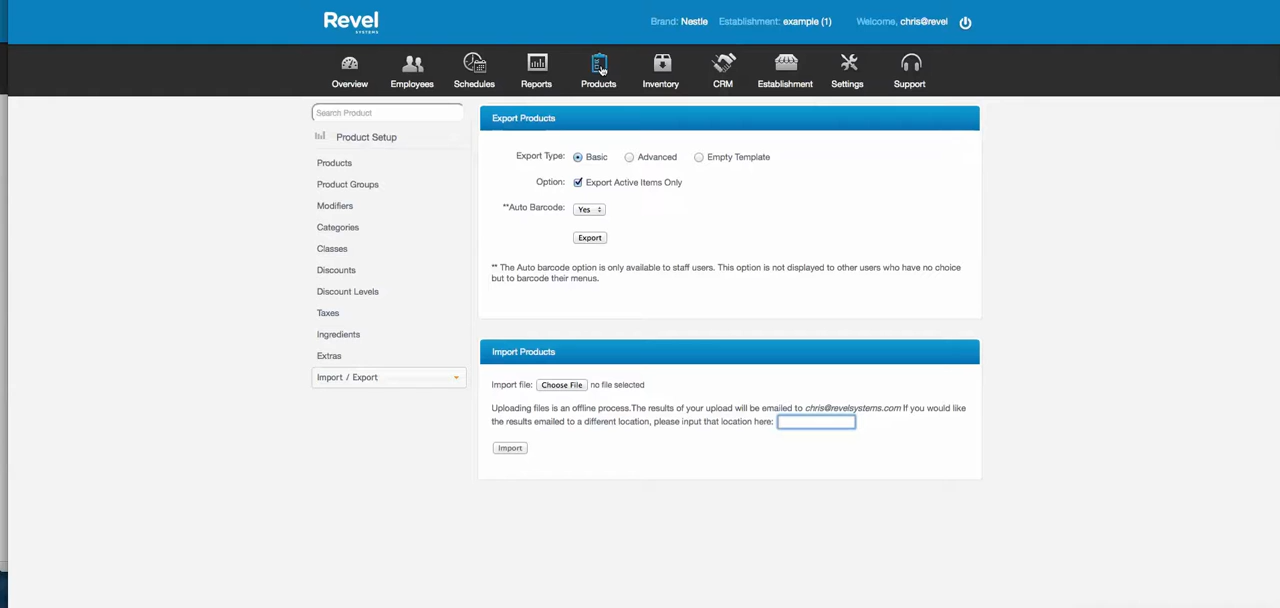 Revel
SYSTEMS
Brand: Nestle Establishment: example (1) Welcome, chris@revel
Overview Employees Schedules Reports Products Inventory CRM Establishment Settings Support
Search Product
Product Setup
Products
Product Groups
Modifiers
Categories
Classes
Discounts
Discount Levels
Taxes
Ingredients
Extras
Import / Export
Export Products
Export Type: Basic Advanced Empty Template
Option: Export Active Items Only
**Auto Barcode: Yes
Export
** The Auto barcode option is only available to staff users. This option is not displayed to other users who have no choice
but to barcode their menus.
Import Products
Import file: Choose File no file selected
Uploading files is an offline process.The results of your upload will be emailed to chris@revelsystems.com If you would like
the results emailed to a different location, please input that location here:
Import